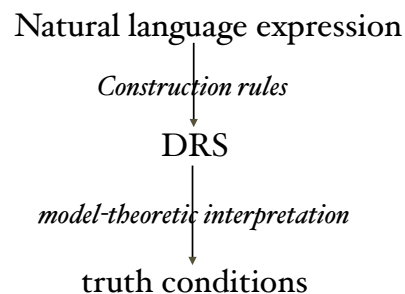 Natural language expression
Construction rules
DRS
model-theoretic interpretation
truth conditions